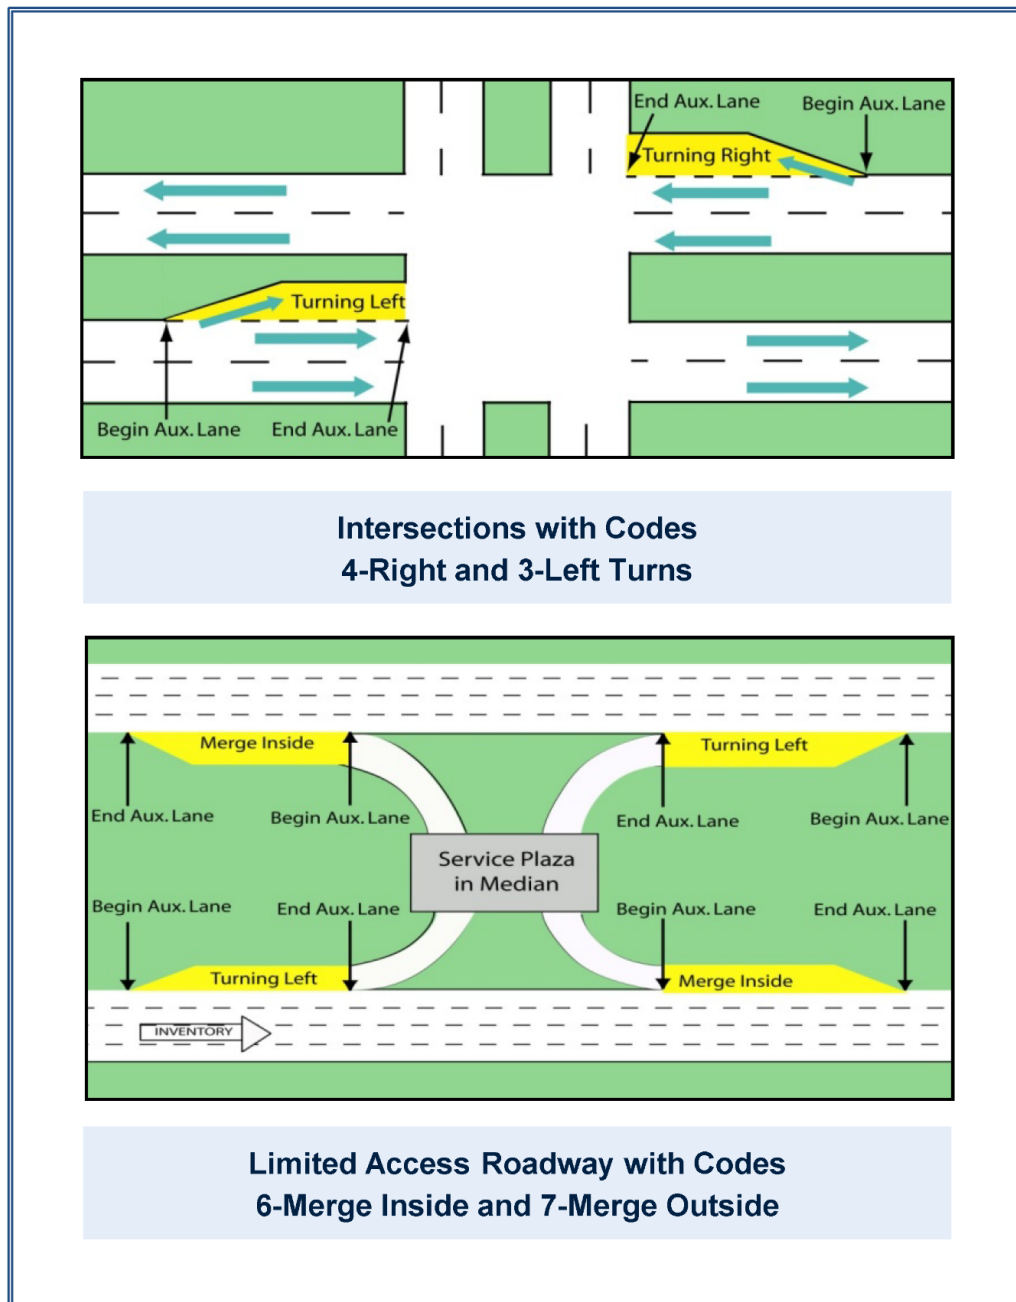 End Aux. Lane
Begin Aux. Lane
Turning Right
Turning Left
Begin Aux. Lane
End Aux. Lane
Intersections with Codes
4-Right and 3-Left Turns
Merge Inside
Turning Left
End Aux. Lane
Begin Aux. Lane
End Aux. Lane
Begin Aux. Lane
Service Plaza
in Median
Begin Aux. Lane
End Aux. Lane
Begin Aux. Lane
End Aux. Lane
Turning Left
Merge Inside
INVENTORY
Limited Access Roadway with Codes
6-Merge Inside and 7-Merge Outside